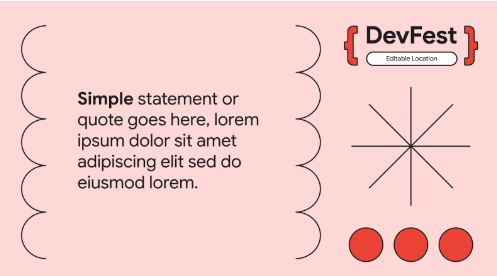 DevFest
Editable Location
Simple statement or
quote goes here, lorem
ipsum dolor sit amet
adipiscing elit sed do
eiusmod lorem.